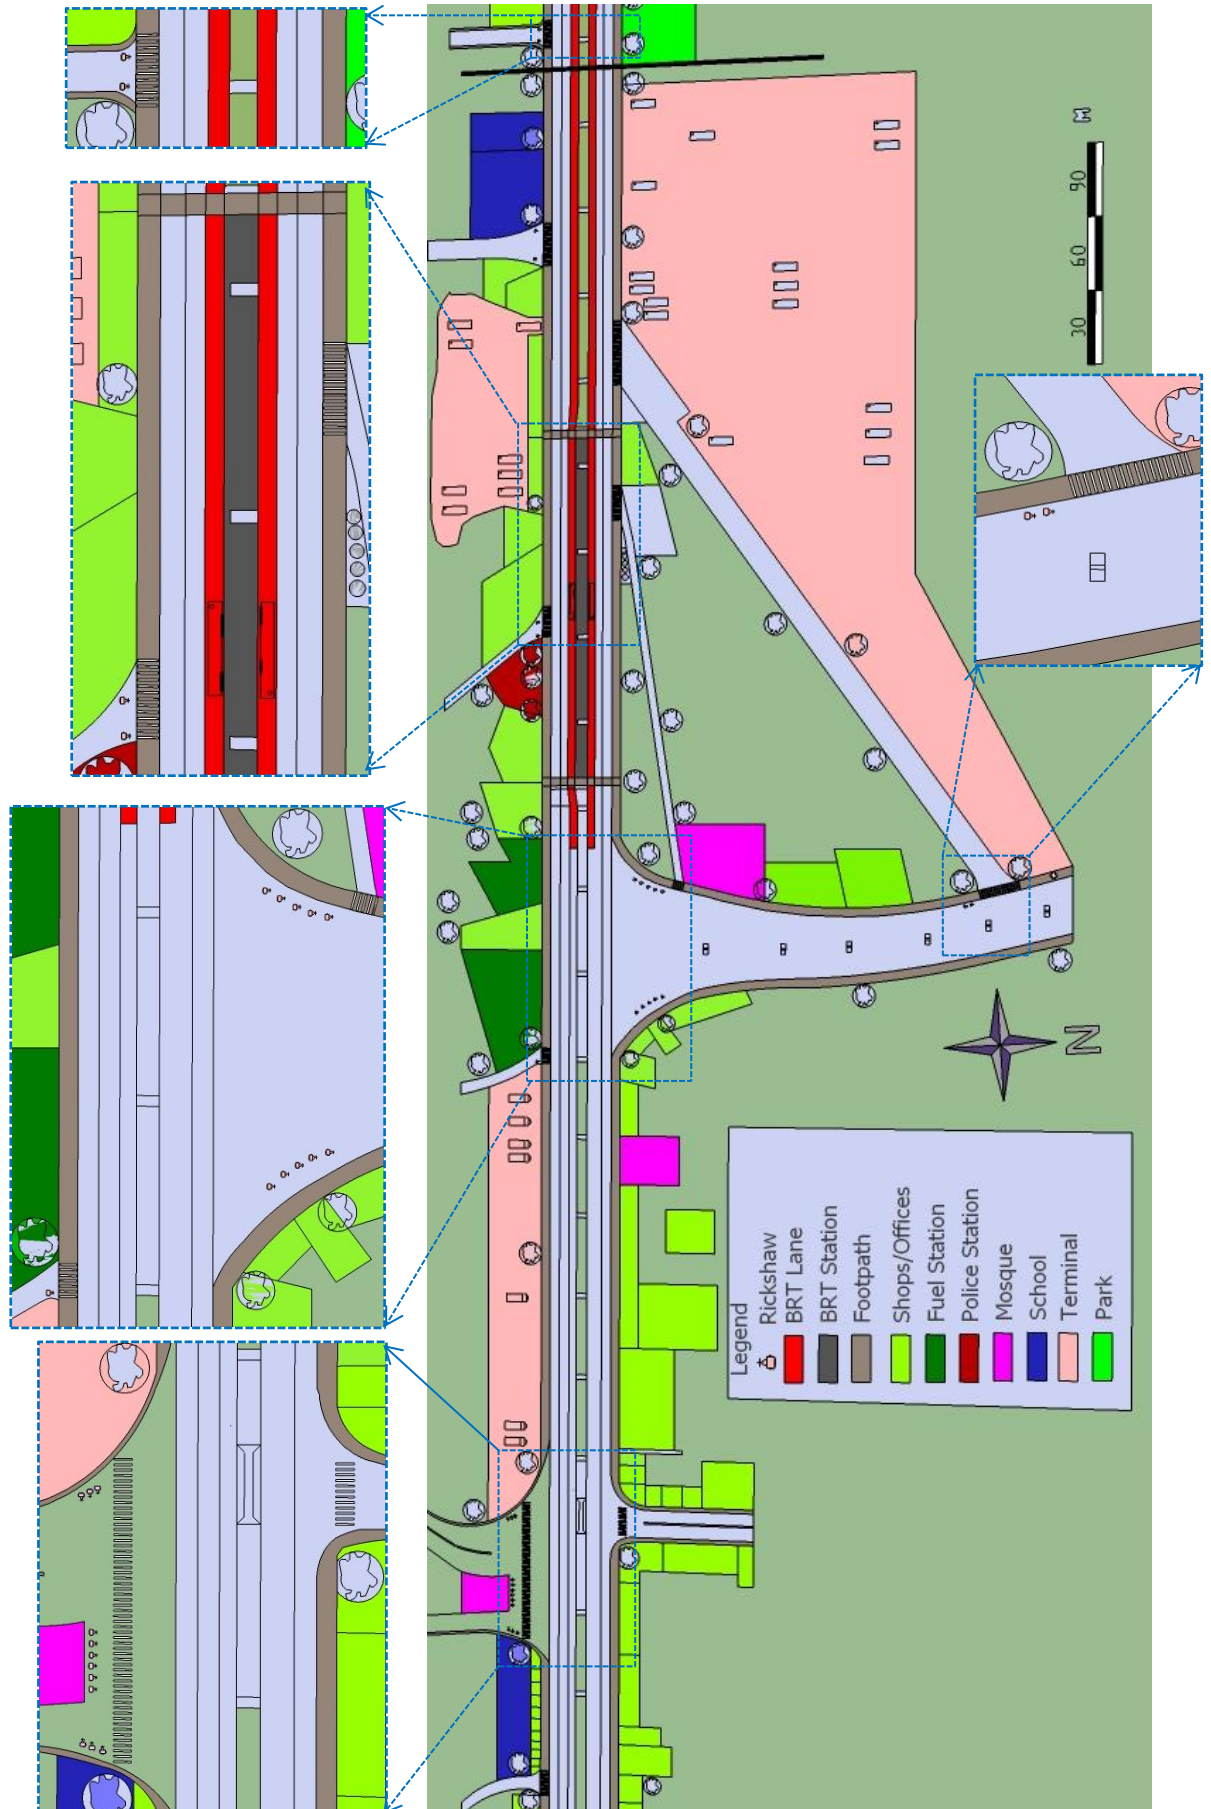 30 60 90 M
N
Legend
Rickshaw
BRT Lane
BRT Station
Footpath
Shops/Offices
Fuel Station
Police Station
Mosque
School
Terminal
Park